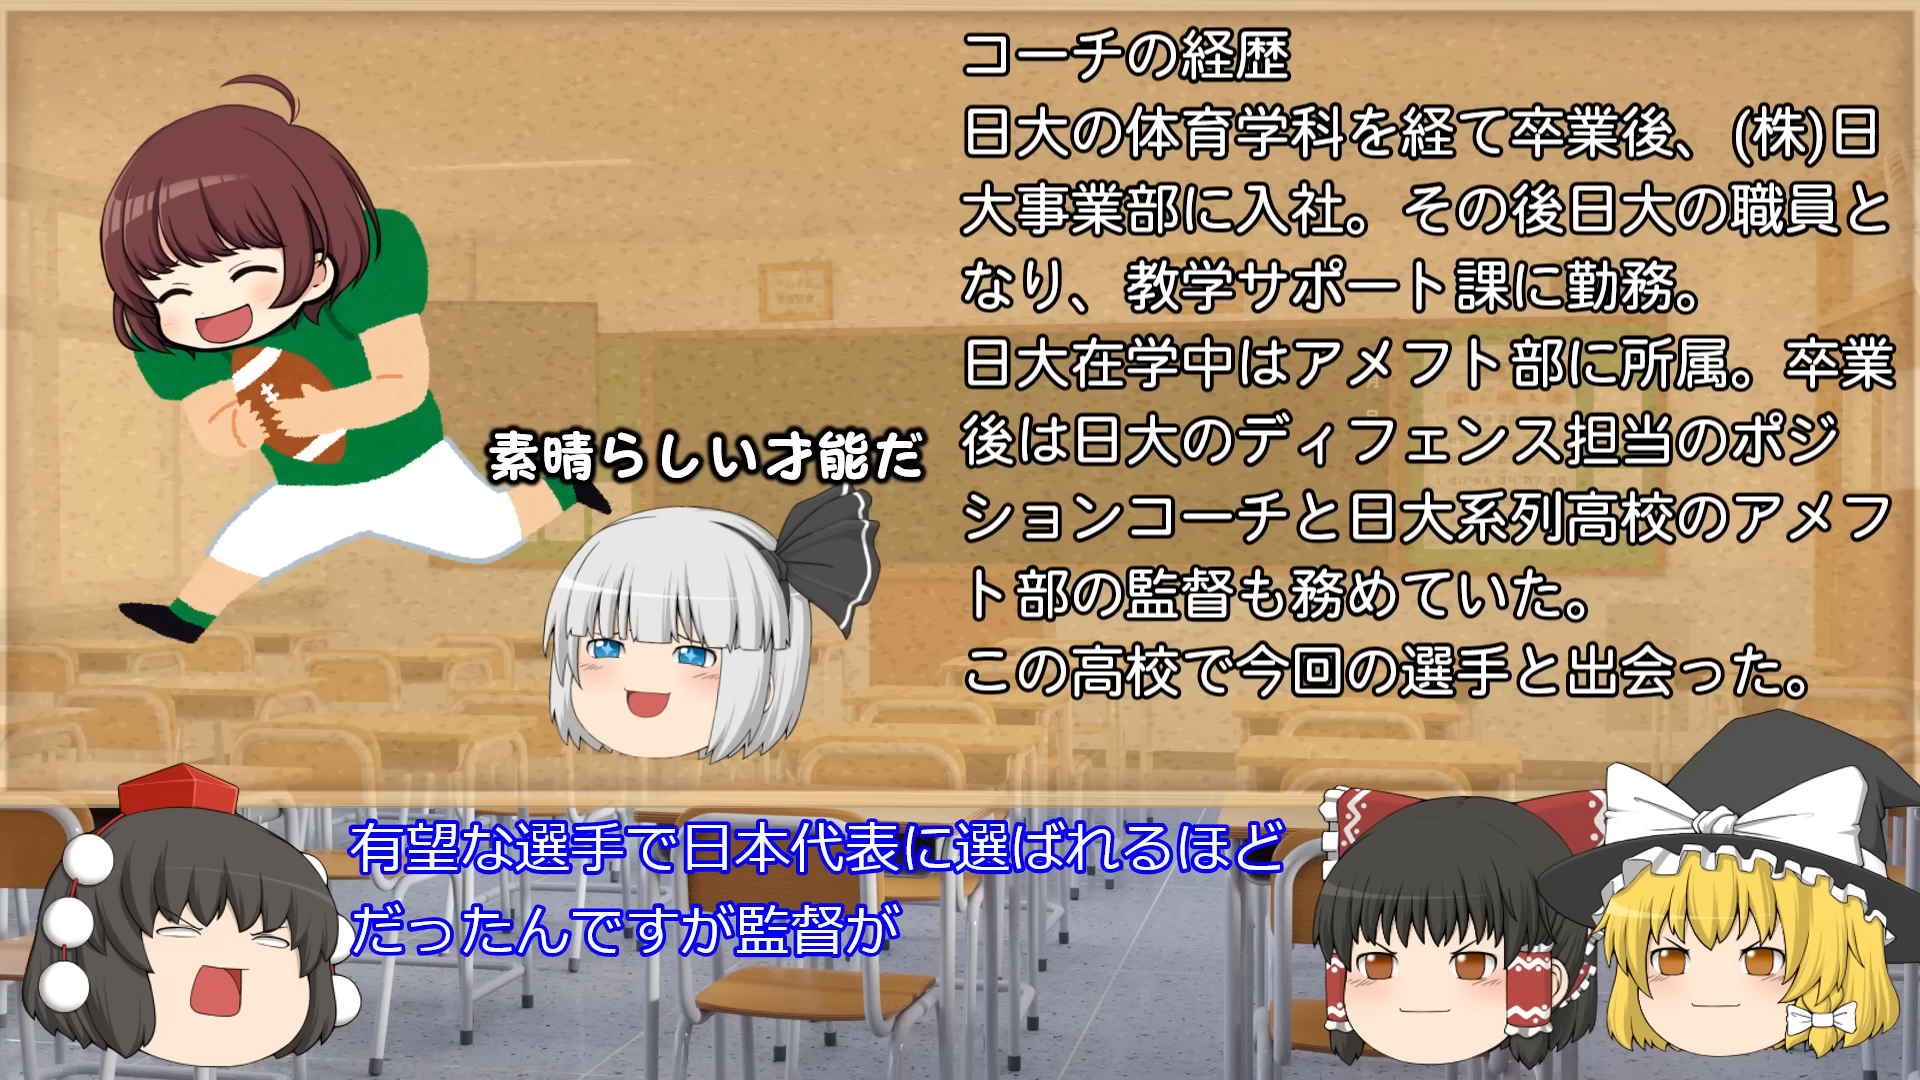 コーチの経歴
日大の体育学科を経て卒業後、(株)日
大事業部に入社。その後日大の職員と
なり、教学サポート課に勤務。
日大在学中はアメフト部に所属。卒業
後は日大のディフェンス担当のポジ
ションコーチと日大系列高校のアメフ
ト部の監督も務めていた。
この高校で今回の選手と出会った。
素晴らしい才能だ
有望な選手で日本代表に選ばれるほど
だったんですが監督が